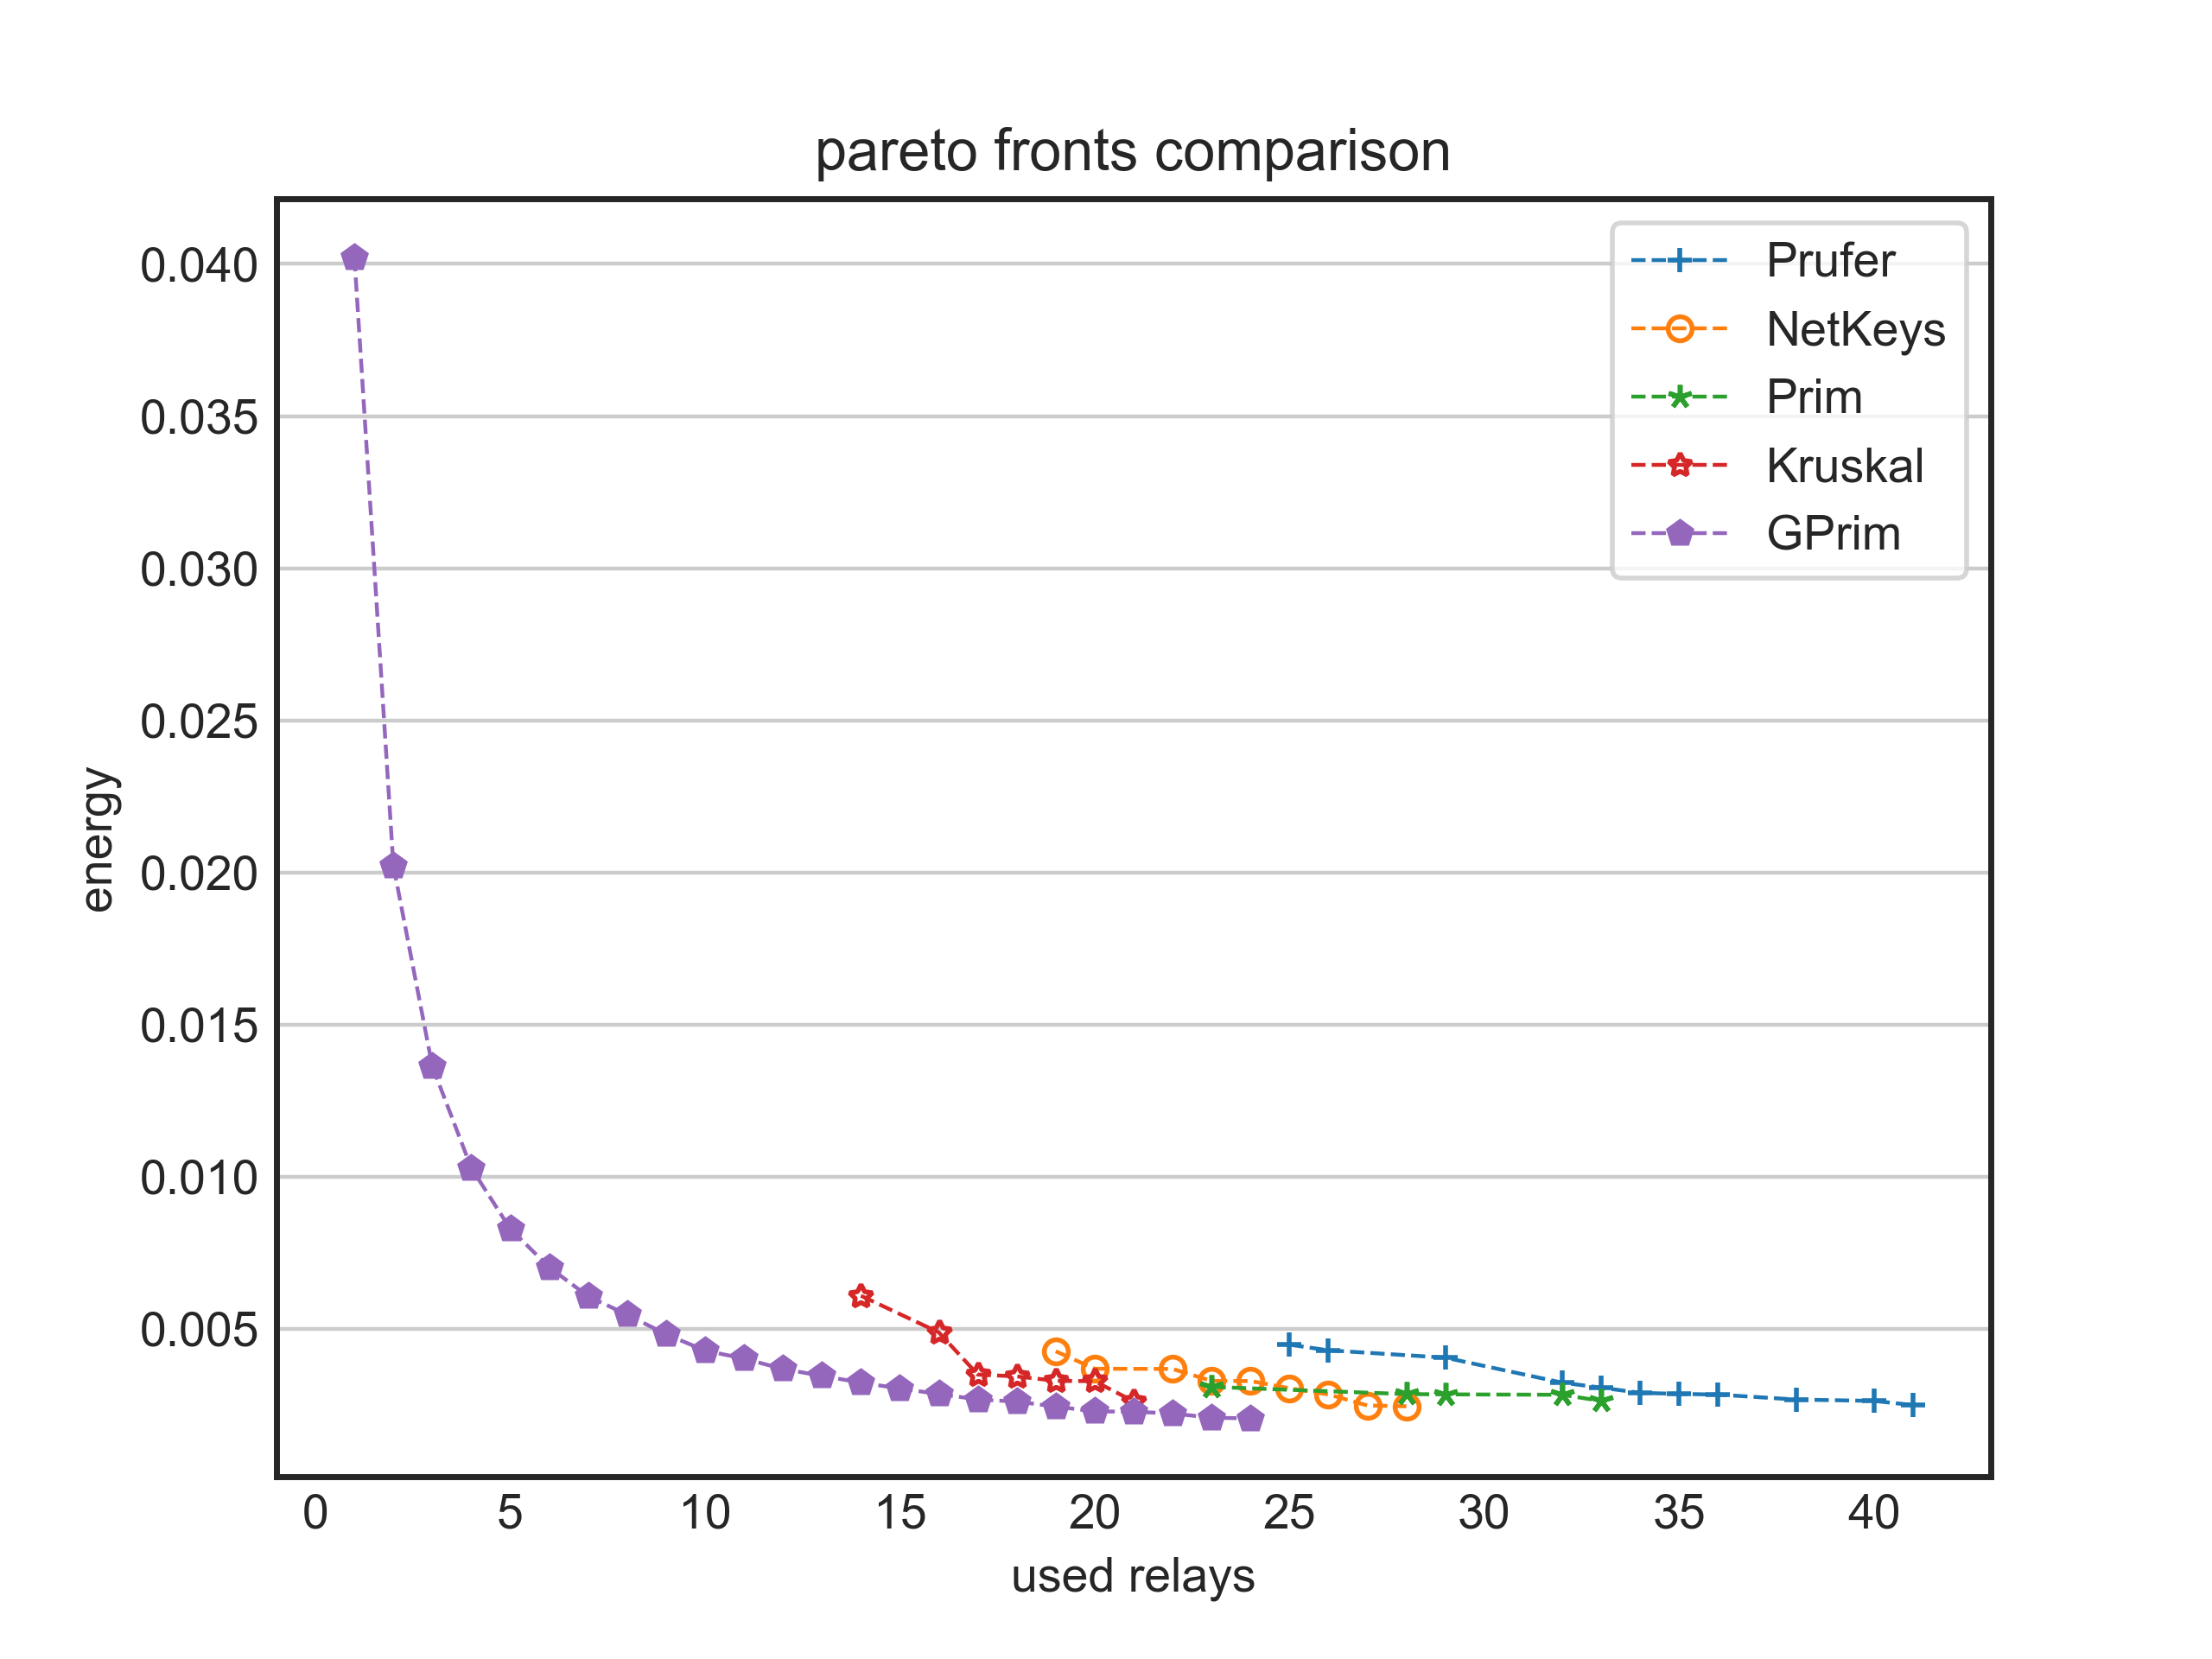 pareto fronts comparison
0.040
0.035
0.030
0.025
0.020
0.015
0.010
0.005
energy
0 5 10 15 20 25 30 35 40
used relays
Prufer
NetKeys
Prim
Kruskal
GPrim